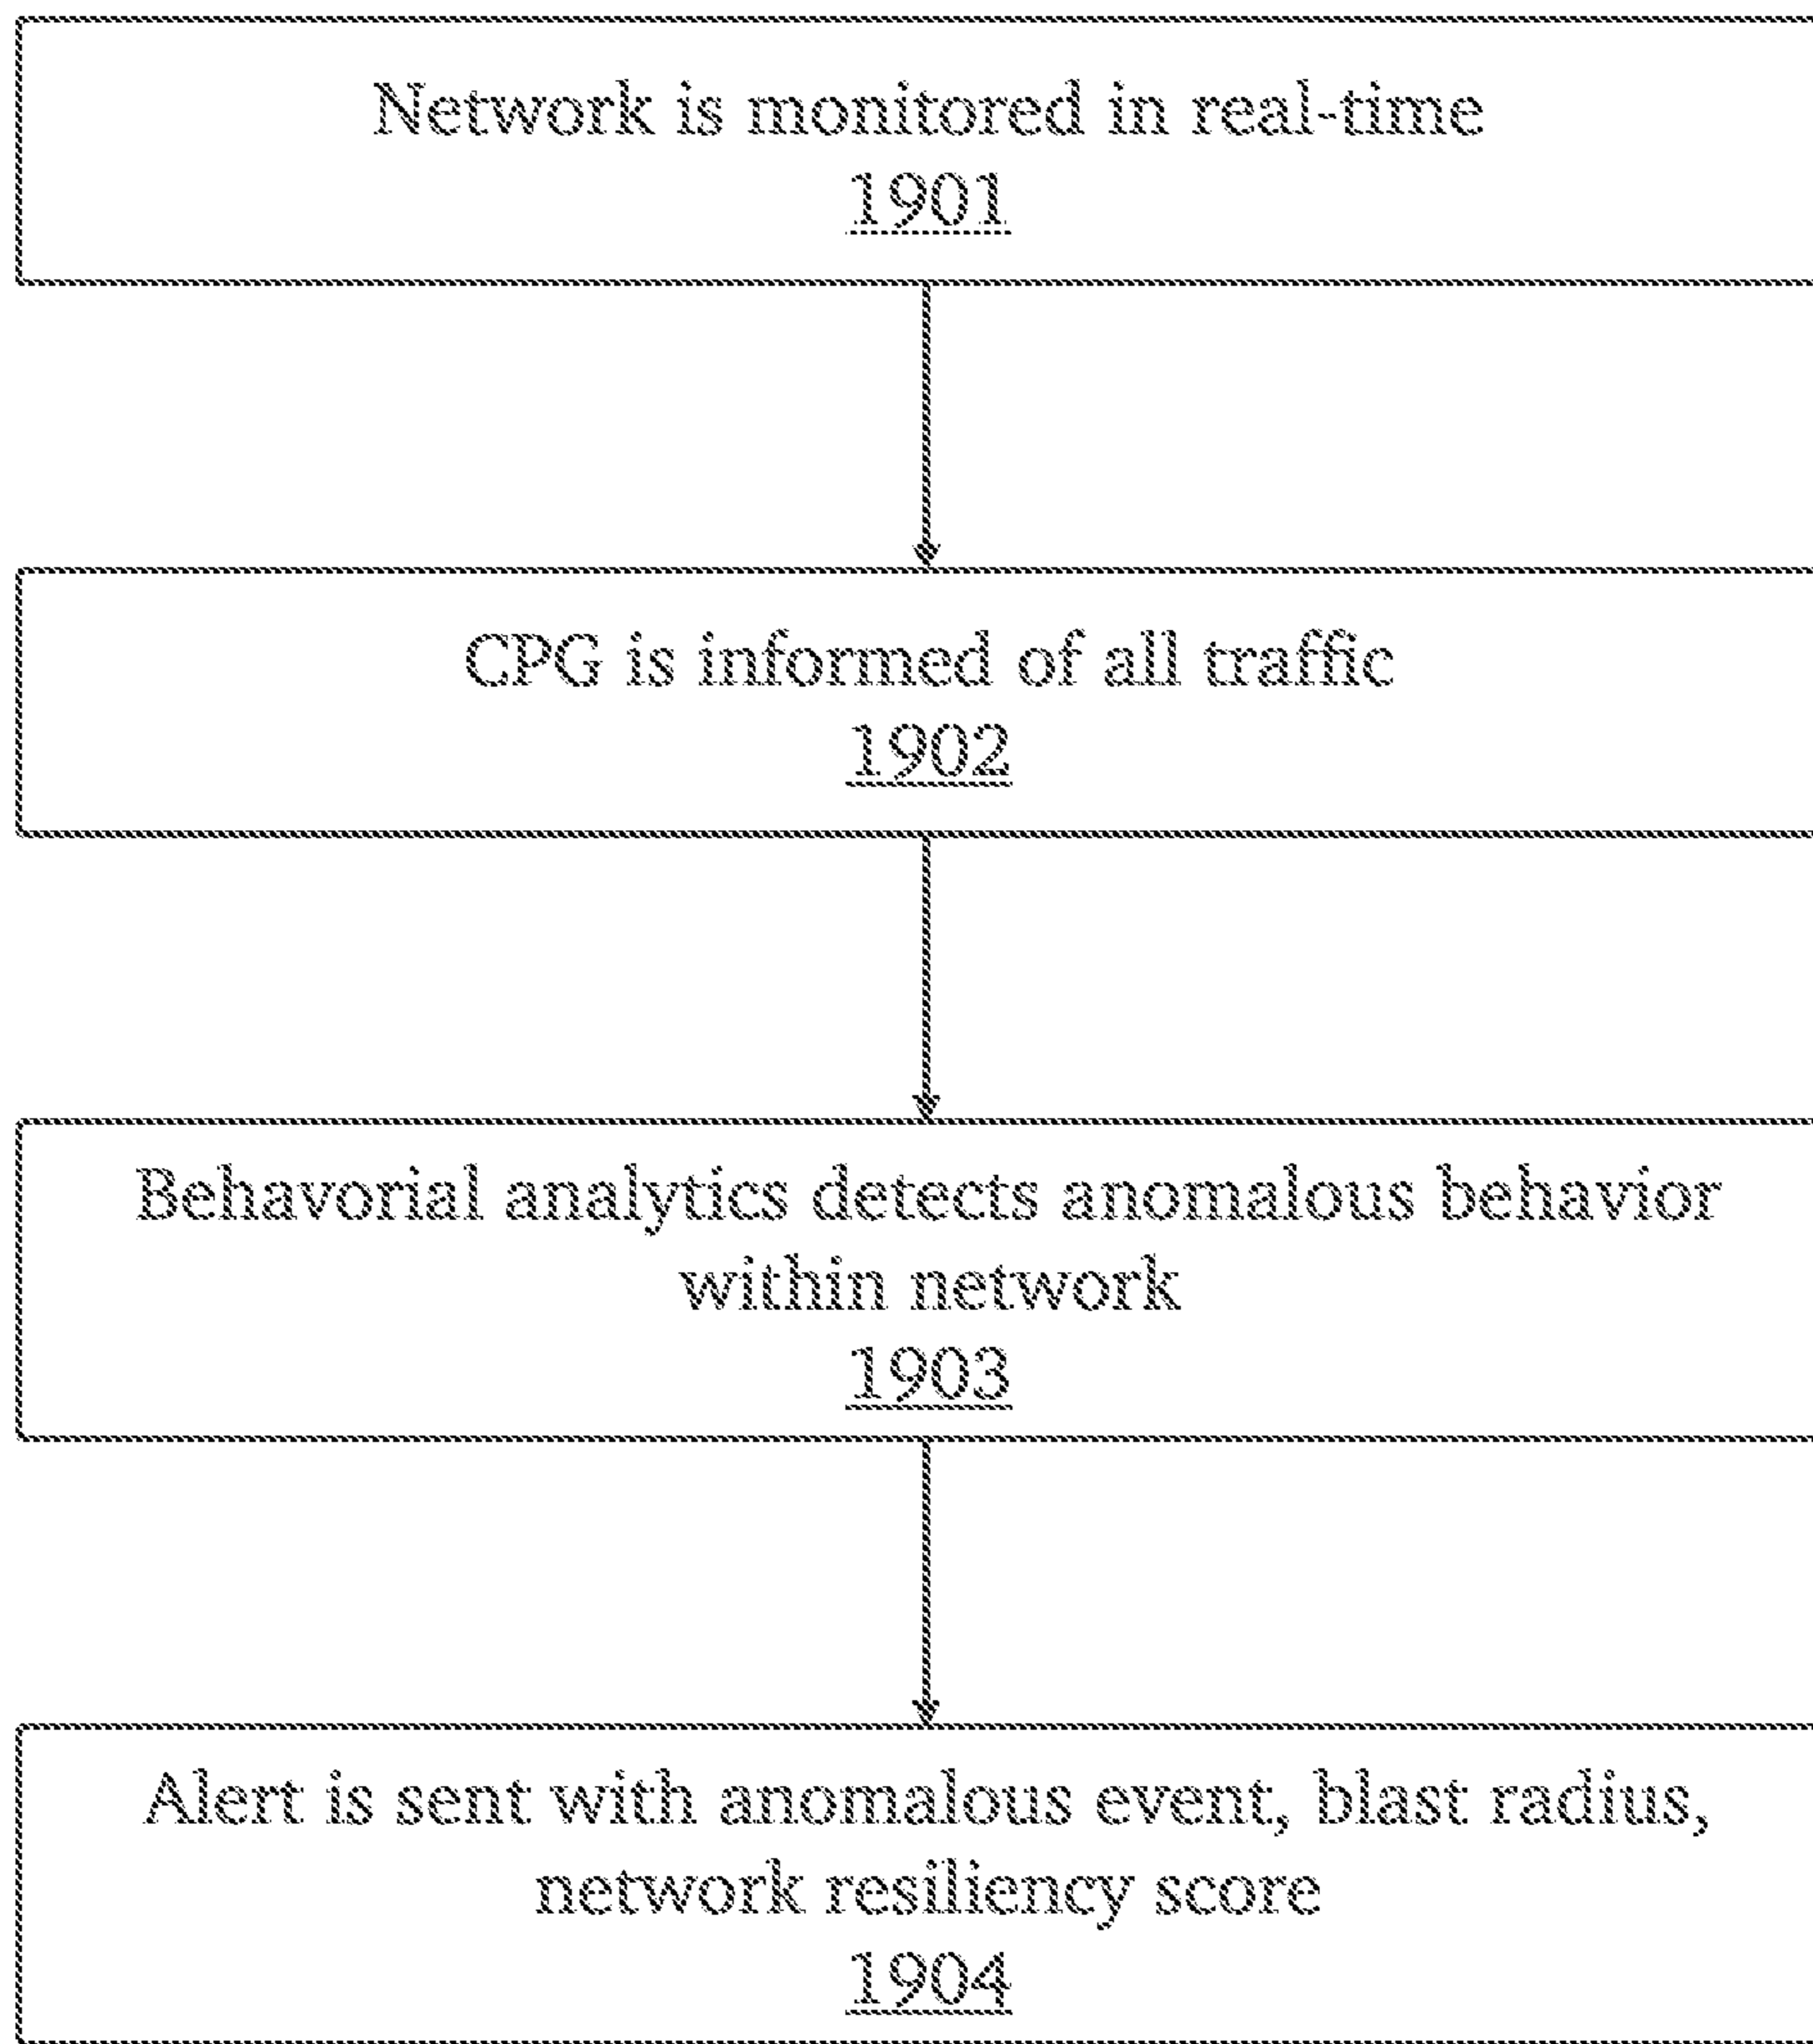 Network is monitored in real-time
1901
CPG is informed of all traffic
1902
Behavorial analytics detects anomalous behavior
within network
1903
Alert is sent with anomalous event, blast radius,
network resiliency score
1904